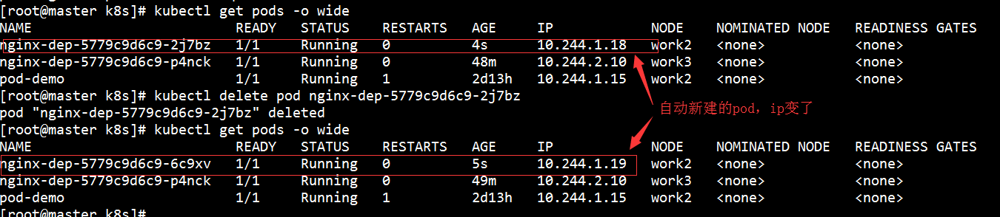 [root@master k8s]# kubectl get pods -o wide
NAME READY STATUS RESTARTS AGE IP NODE NOMINATED NODE READINESS GATES
nginx-dep-5779c9d6c9-2j7bz 1/1 Running 0 4s 10.244.1.18 work2 <none> <none>
nginx-dep-5779c9d6c9-p4nck 1/1 Running 0 48m 10.244.2.10 work3 <none> <none>
pod-demo 1/1 Running 1 2d13h 10.244.1.15 work2 <none> <none>
[root@master k8s]# kubectl delete pod nginx-dep-5779c9d6c9-2j7bz
pod "nginx-dep-5779c9d6c9-2j7bz" deleted
自动新建的pod，ip变了
[root@master k8s]# kubectl get pods -o wide
NAME READY STATUS RESTARTS AGE IP NODE NOMINATED NODE READINESS GATES
nginx-dep-5779c9d6c9-6c9xv 1/1 Running 0 5s 10.244.1.19 work2 <none> <none>
nginx-dep-5779c9d6c9-p4nck 1/1 Running 0 49m 10.244.2.10 work3 <none> <none>
pod-demo 1/1 Running 1 2d13h 10.244.1.15 work2 <none> <none>
[root@master k8s]#